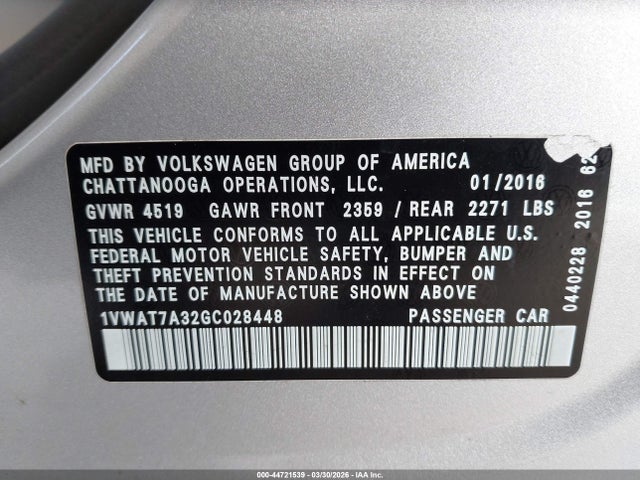 MFD BY VOLKSWAGEN GROUP OF AMERICA
CHATTANOOGA OPERATIONS, LLC. 01/2016
GVWR 4519 GAWR FRONT 2359 / REAR 2271 LBS
THIS VEHICLE CONFORMS TO ALL APPLICABLE U.S.
FEDERAL MOTOR VEHICLE SAFETY, BUMPER AND
THEFT PREVENTION STANDARDS IN EFFECT ON
THE DATE OF MANUFACTURE SHOWN ABOVE
1VWAT7A32GC028448 PASSENGER CAR
0440228 2016 62
000-44721539 - 03/30/2026 - IAA Inc.